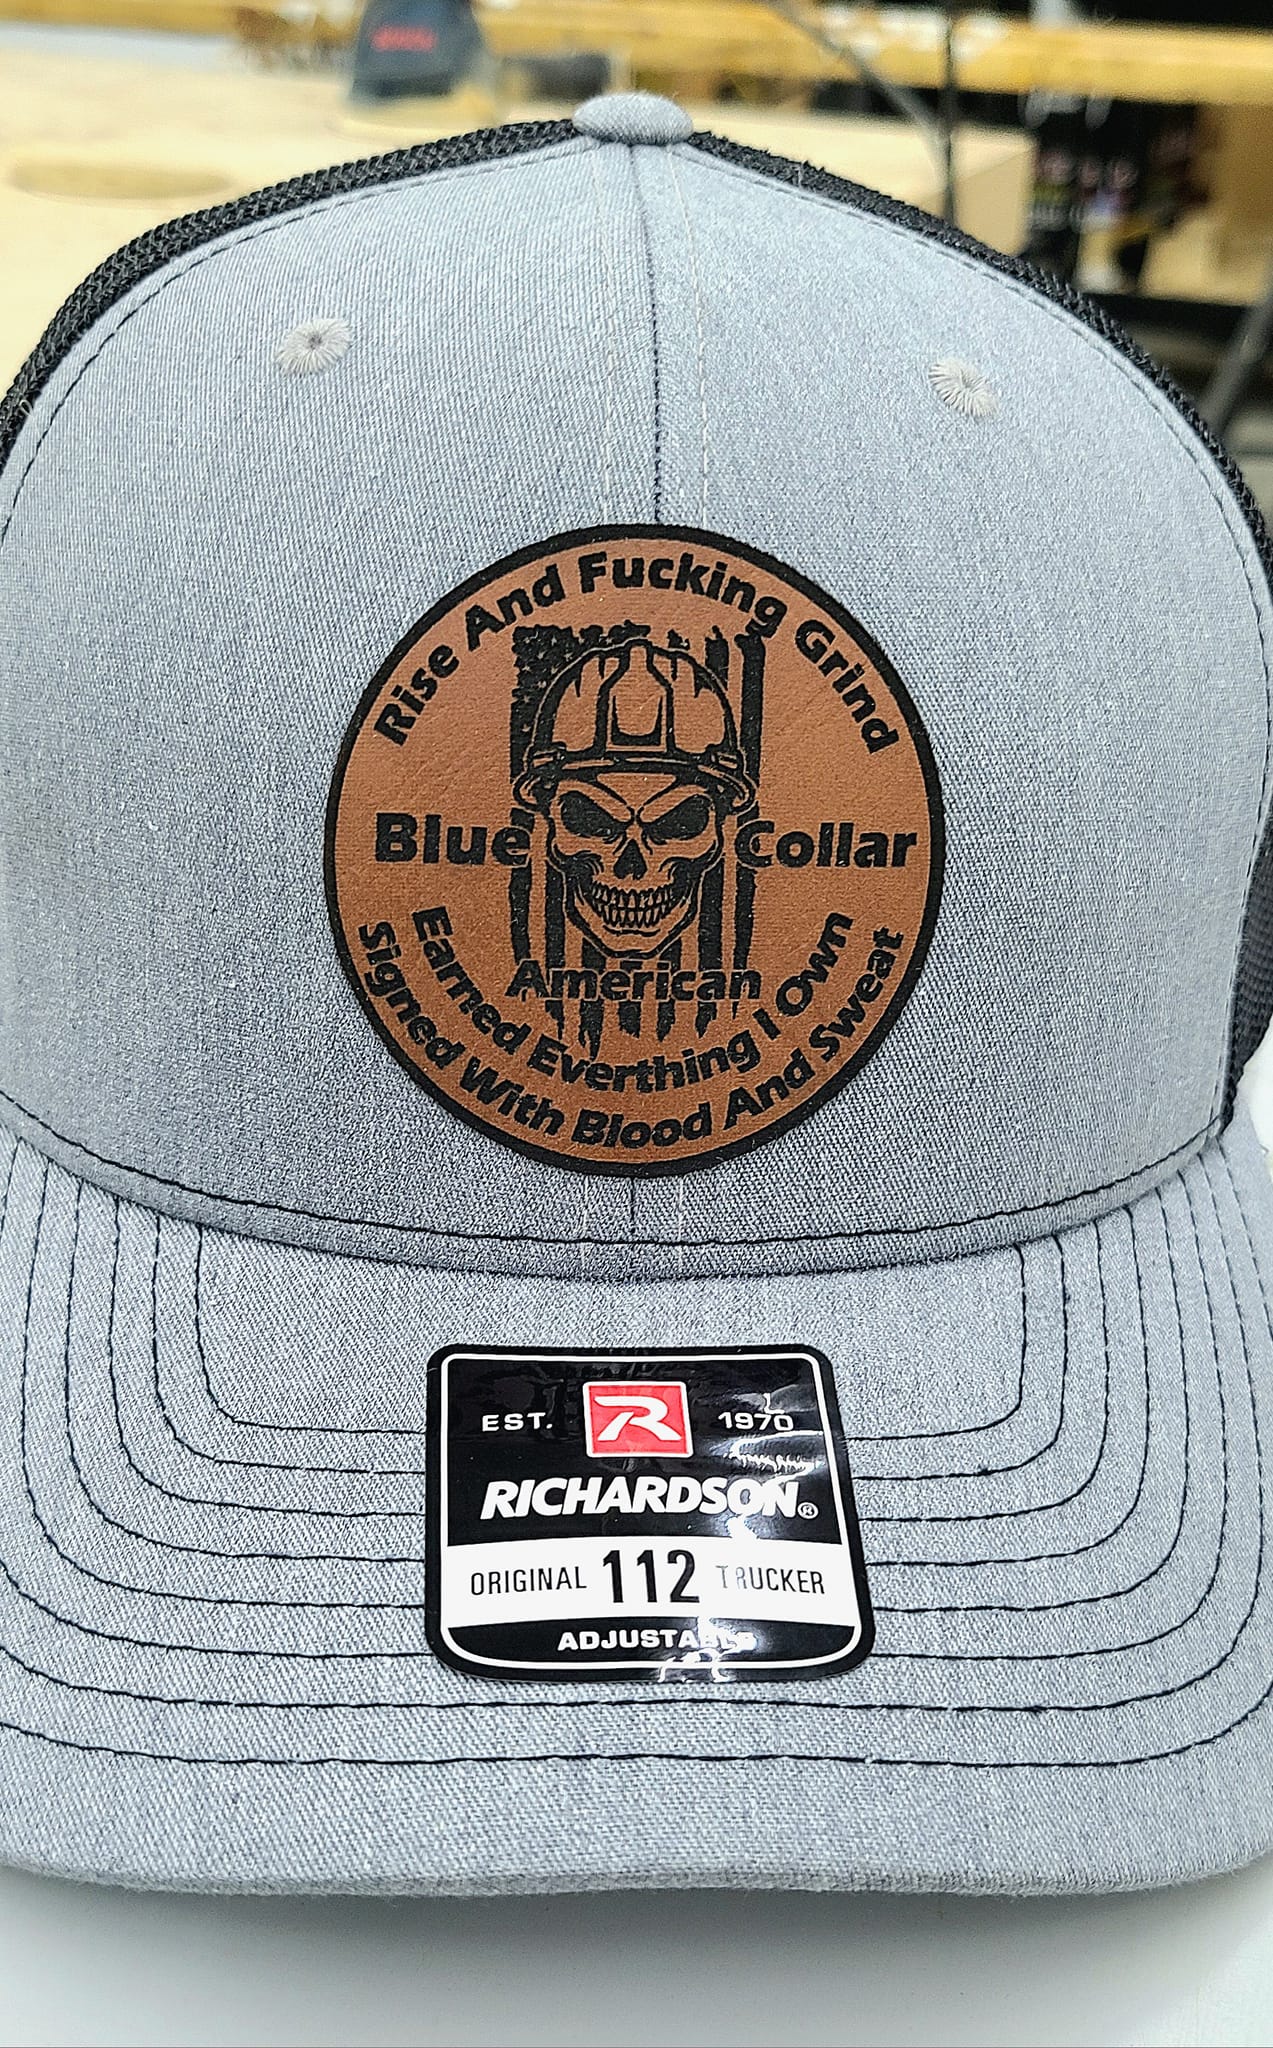 Rise And Fucking Grind
Blue Collar
American
Earned Everthing I Own
Signed With Blood And Sweat
EST. R 1970
RICHARDSON®
ORIGINAL 112 TRUCKER
ADJUSTABLE